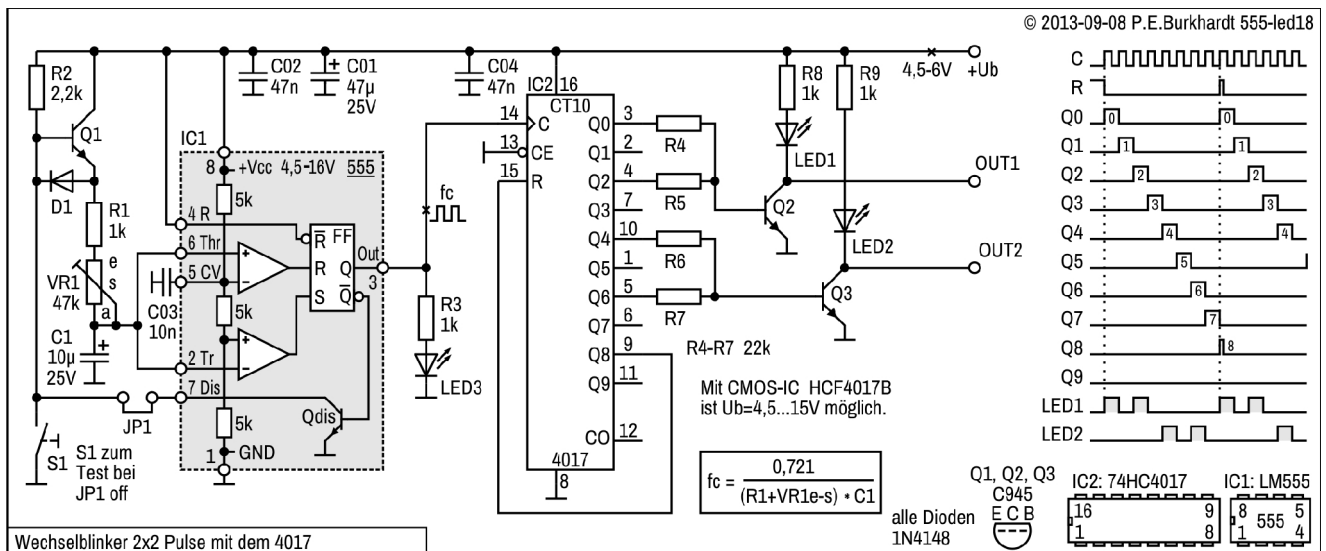 © 2013-09-08 P.E.Burkhardt 555-led18
R2
2,2k
Q1
D1
R1
1k
e
s
a
VR1
47k
C1
10µ
25V
S1
S1 zum
Test bei
JP1 off
JP1
C02
47n
+
C01
47µ
25V
C04
47n
IC1
8
+Vcc 4,5-16V 555
5k
4 R
6 Thr
5 CV
C03
10n
5k
2 Tr
7 Dis
5k
1
GND
Qdis
R FF
R Q
S Q
Out
3
fc
R3
1k
LED3
IC2 16
CT10
14 C
13 CE
15 R
Q0 3
Q1 2
Q2 4
Q3 7
Q4 10
Q5 1
Q6 5
Q7 6
Q8 9
Q9 11
CO 12
4017
8
R4
R5
R6
R7
R4-R7 22k
R8
1k
R9
1k
4,5-6V
+Ub
LED1
OUT1
Q2
LED2
OUT2
Q3
Mit CMOS-IC HCF4017B
ist Ub=4,5...15V möglich.
fc = 0,721
(R1+VR1e-s) * C1
C
R
Q0 0 0
Q1 1 1
Q2 2 2
Q3 3 3
Q4 4 4
Q5 5
Q6 6
Q7 7
Q8 8
Q9
LED1
LED2
alle Dioden
1N4148
Q1, Q2, Q3
C945
E C B
IC2: 74HC4017
16 9
1 8
IC1: LM555
8 5
555
1 4
Wechselblinker 2x2 Pulse mit dem 4017